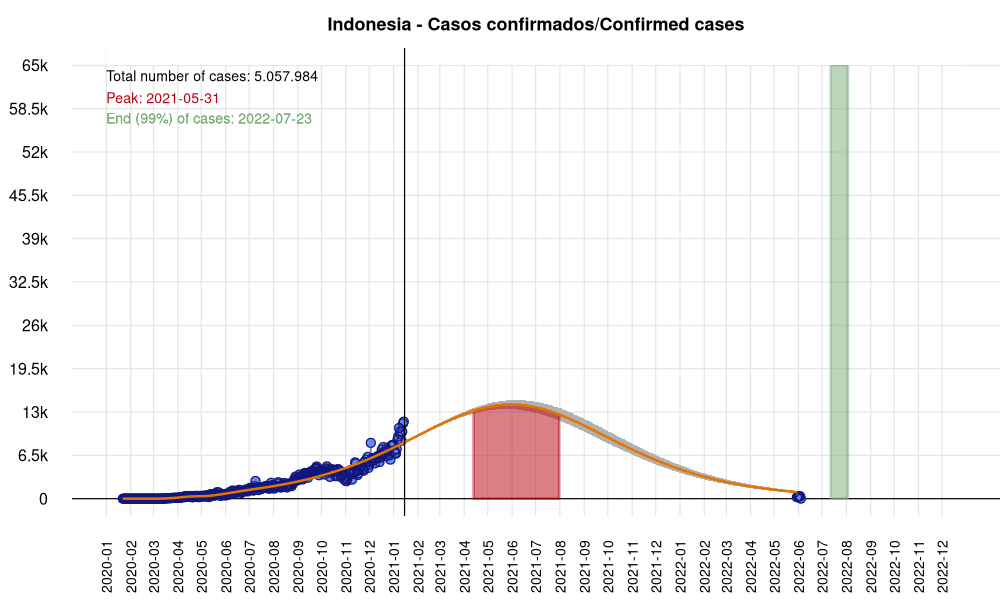 Indonesia - Casos confirmados/Confirmed cases
Total number of cases: 5.057.984
Peak: 2021-05-31
End (99%) of cases: 2022-07-23
65k
58.5k
52k
45.5k
39k
32.5k
26k
19.5k
13k
6.5k
0
2020-01
2020-02
2020-03
2020-04
2020-05
2020-06
2020-07
2020-08
2020-09
2020-10
2020-11
2020-12
2021-01
2021-02
2021-03
2021-04
2021-05
2021-06
2021-07
2021-08
2021-09
2021-10
2021-11
2021-12
2022-01
2022-02
2022-03
2022-04
2022-05
2022-06
2022-07
2022-08
2022-09
2022-10
2022-11
2022-12